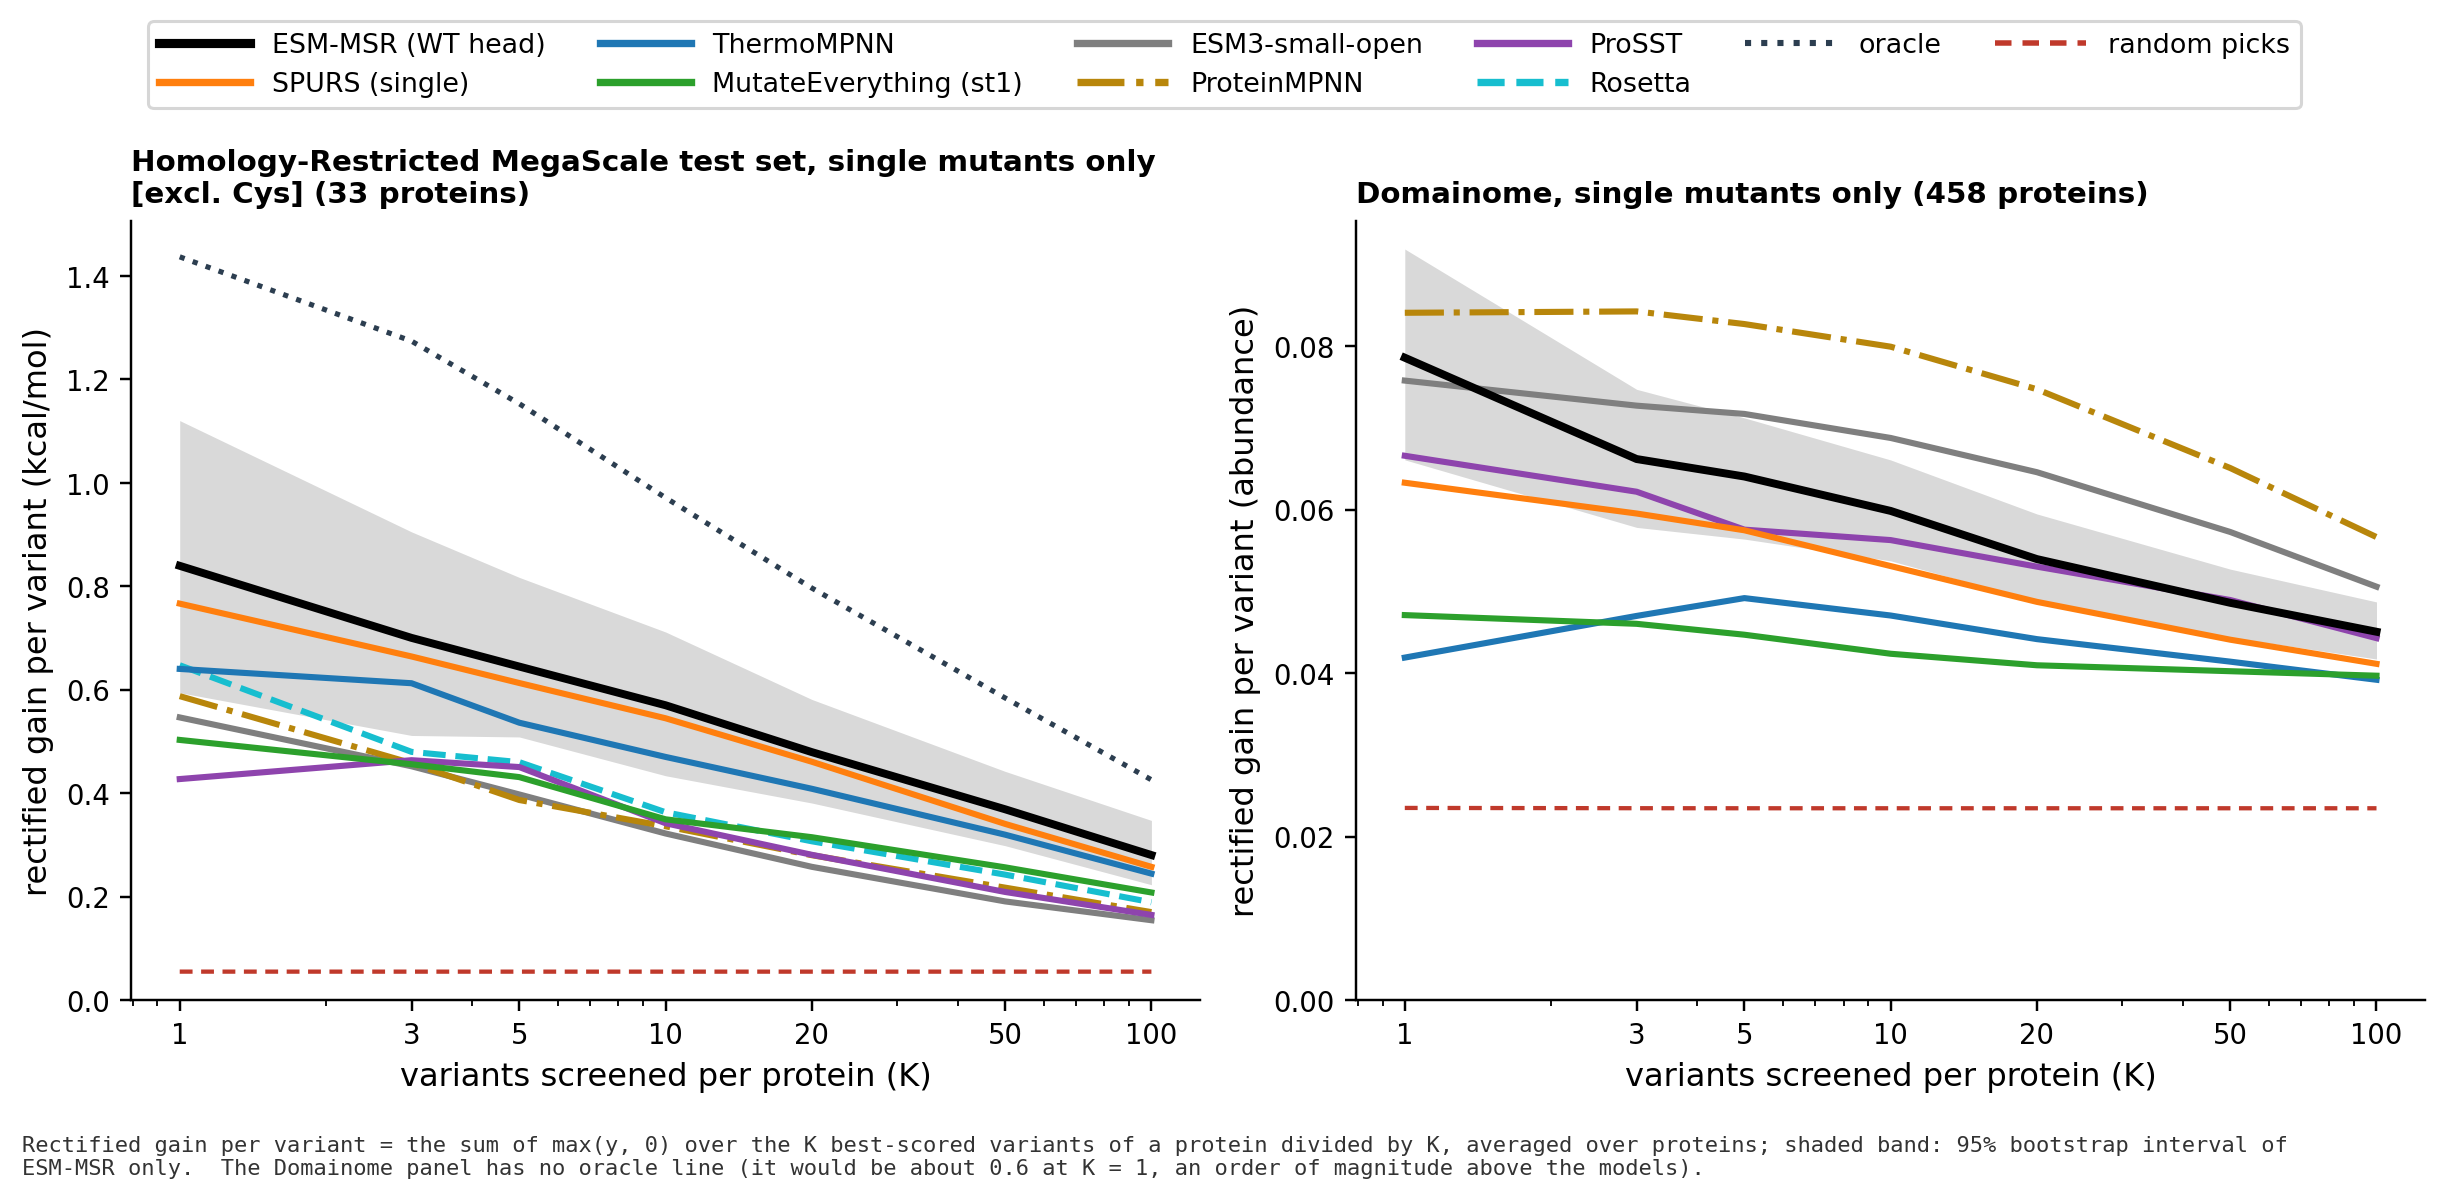 ESM-MSR (WT head)
SPURS (single)
ThermoMPNN
MutateEverything (st1)
ESM3-small-open
ProteinMPNN
ProSST
Rosetta
oracle
random picks
Homology-Restricted MegaScale test set, single mutants only
[excl. Cys] (33 proteins)
rectified gain per variant (kcal/mol)
1.4
1.2
1.0
0.8
0.6
0.4
0.2
0.0
1
3
5
10
20
50
100
variants screened per protein (K)
Domainome, single mutants only (458 proteins)
rectified gain per variant (abundance)
0.08
0.06
0.04
0.02
0.00
1
3
5
10
20
50
100
variants screened per protein (K)
Rectified gain per variant = the sum of max(y, 0) over the K best-scored variants of a protein divided by K, averaged over proteins; shaded band: 95% bootstrap interval of
ESM-MSR only.  The Domainome panel has no oracle line (it would be about 0.6 at K = 1, an order of magnitude above the models).